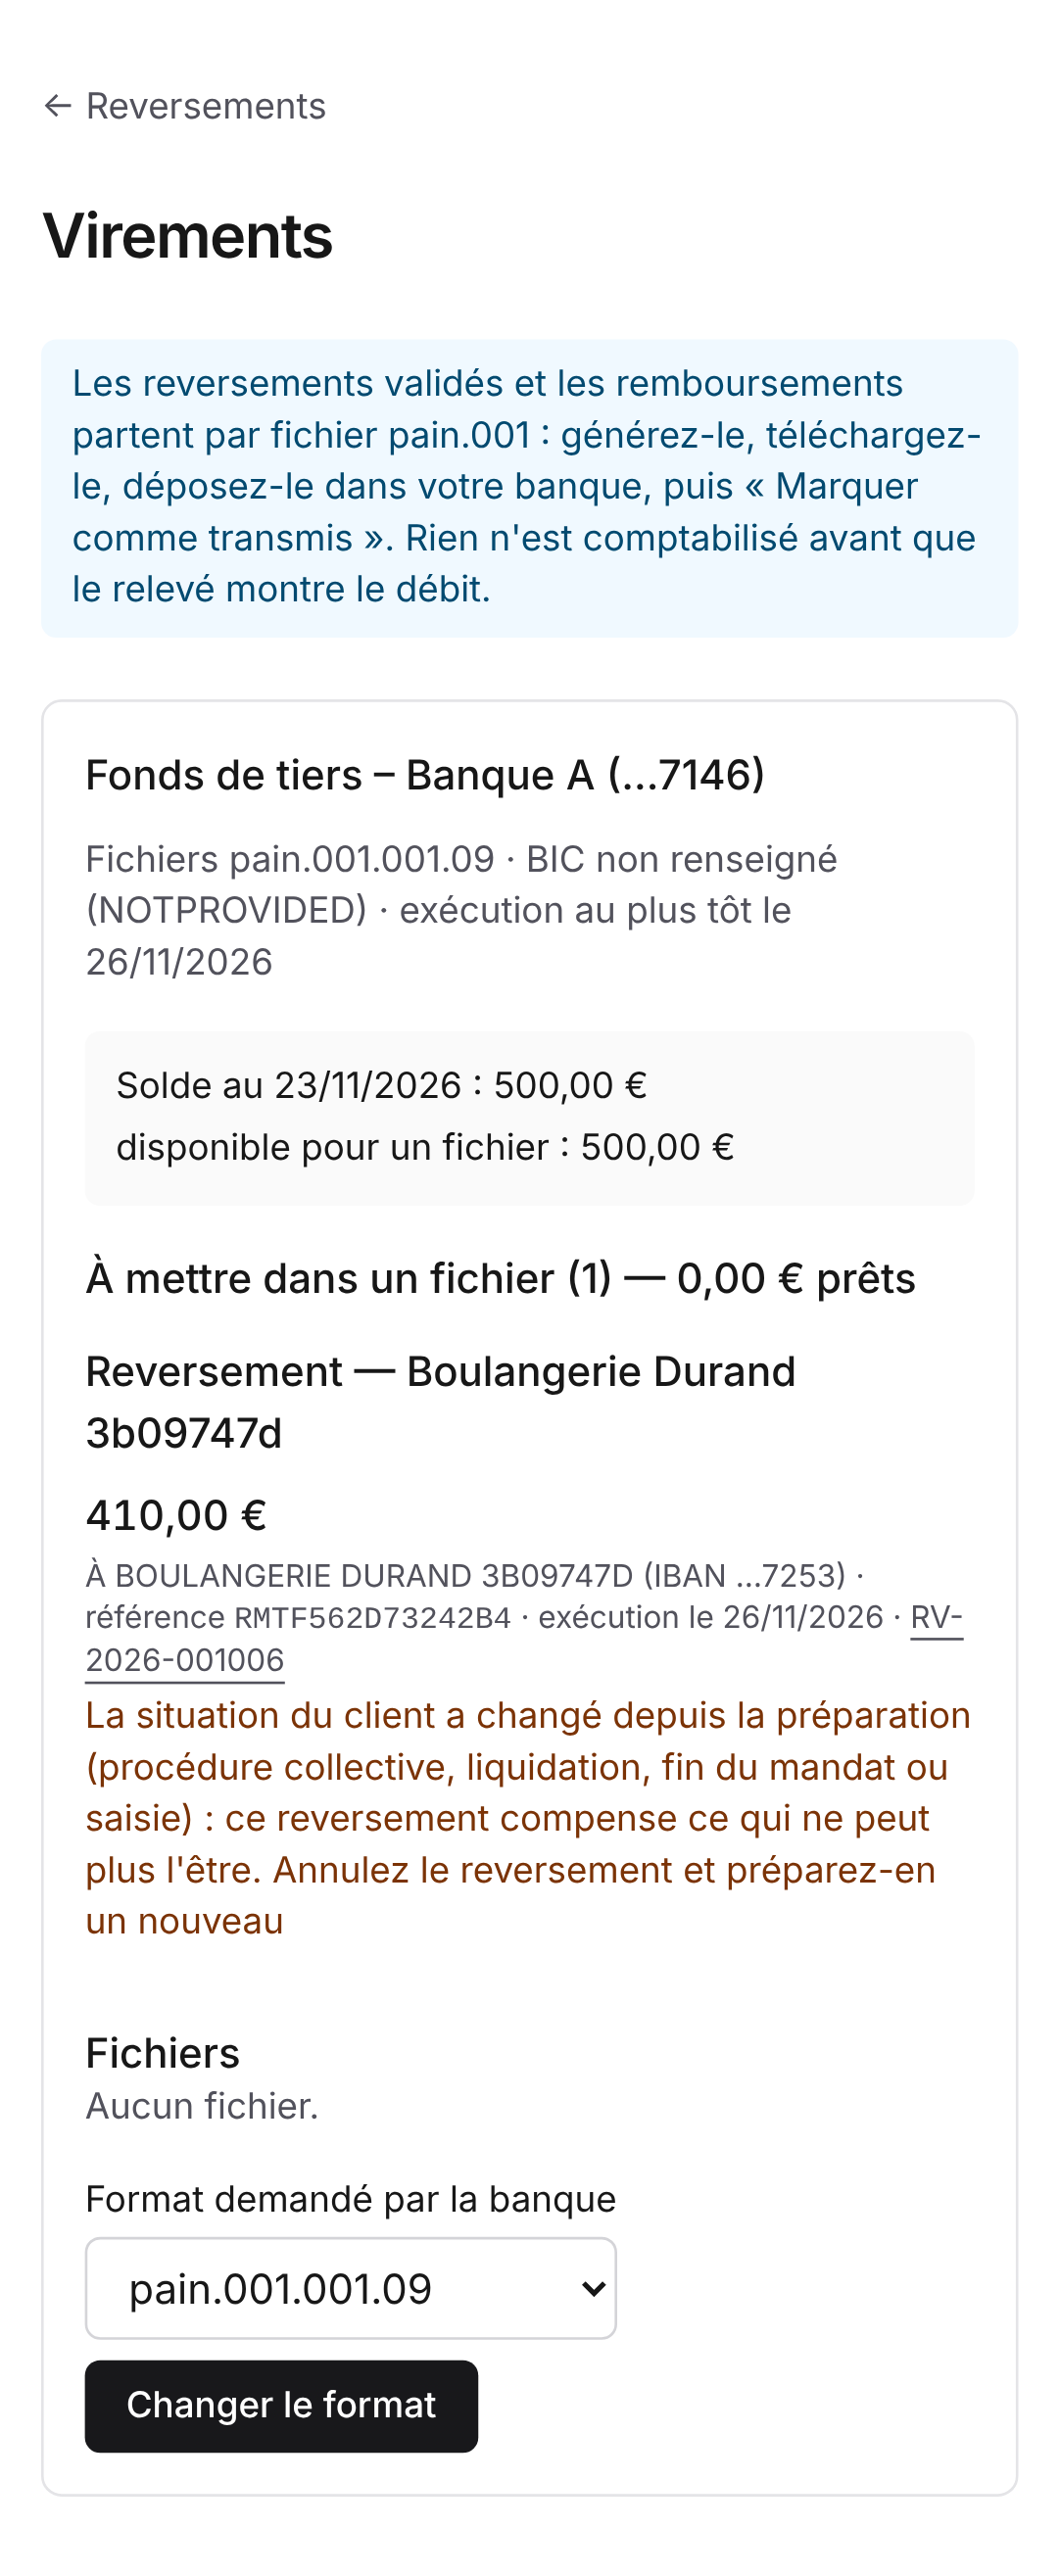 ← Reversements
Virements
Les reversements validés et les remboursements
partent par fichier pain.001 : générez-le, téléchargez-
le, déposez-le dans votre banque, puis « Marquer
comme transmis ». Rien n'est comptabilisé avant que
le relevé montre le débit.
Fonds de tiers – Banque A (…7146)
Fichiers pain.001.001.09 · BIC non renseigné
(NOTPROVIDED) · exécution au plus tôt le
26/11/2026
Solde au 23/11/2026 : 500,00 €
disponible pour un fichier : 500,00 €
À mettre dans un fichier (1) — 0,00 € prêts
Reversement — Boulangerie Durand
3b09747d
410,00 €
À BOULANGERIE DURAND 3B09747D (IBAN …7253) ·
référence RMTF562D73242B4 · exécution le 26/11/2026 · RV-
2026-001006
La situation du client a changé depuis la préparation
(procédure collective, liquidation, fin du mandat ou
saisie) : ce reversement compense ce qui ne peut
plus l'être. Annulez le reversement et préparez-en
un nouveau
Fichiers
Aucun fichier.
Format demandé par la banque
pain.001.001.09
Changer le format